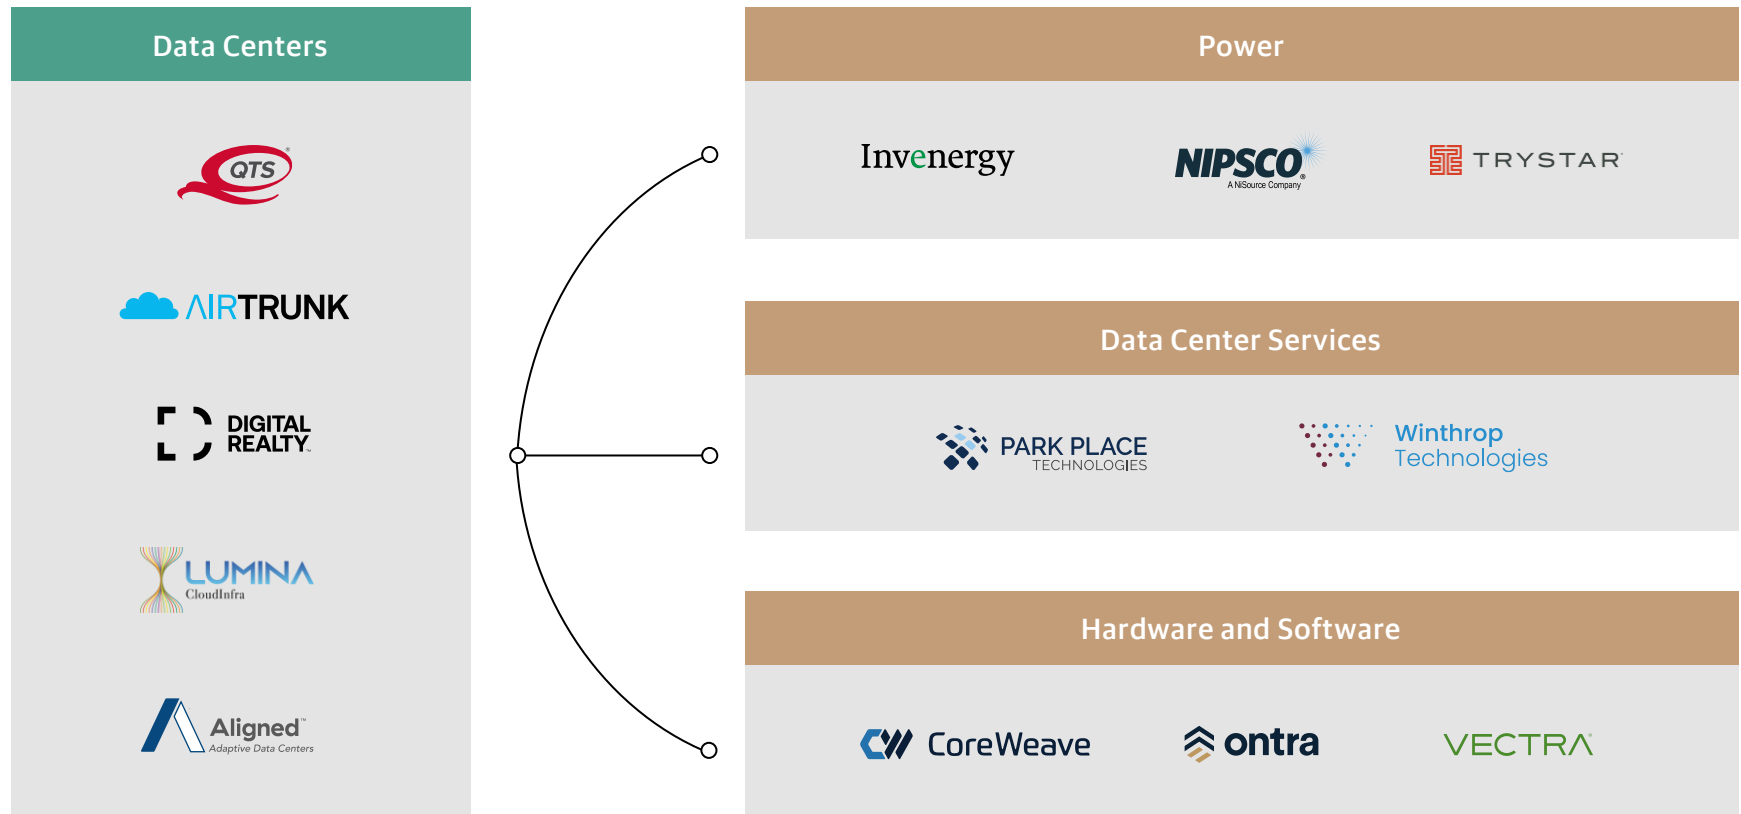 Data Centers
QTS
AIRTRUNK
DIGITAL
REALTY
LUMINA
CloudInfra
Aligned™
Adaptive Data Centers
Power
Invenergy
NIPSCO®
A NiSource Company
TRYSTAR
Data Center Services
PARK PLACE
TECHNOLOGIES
Winthrop
Technologies
Hardware and Software
CoreWeave
ontra
VECTRA